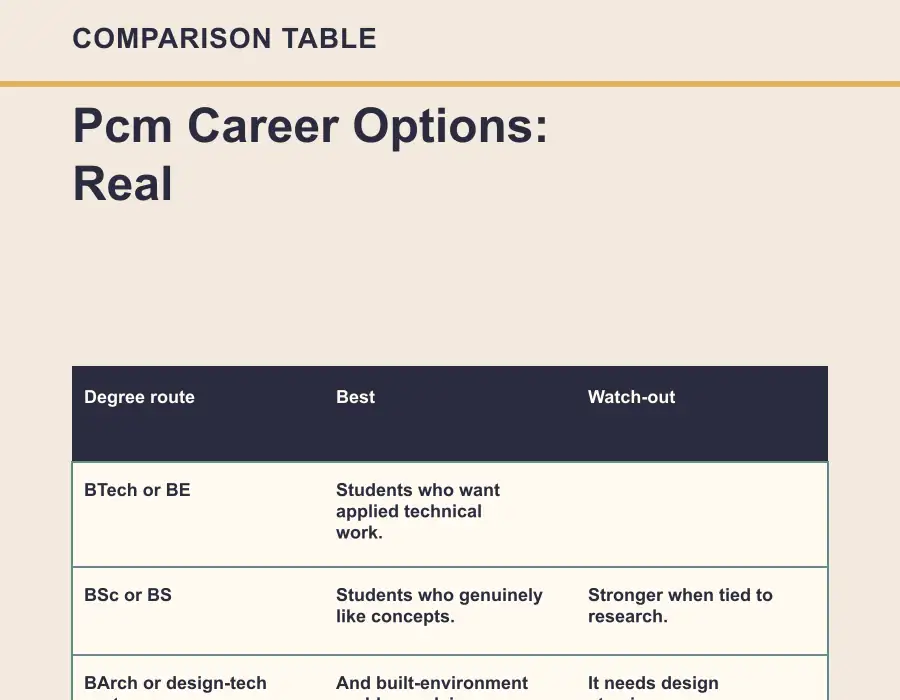 COMPARISON TABLE
Pcm Career Options:
Real
Degree route
Best
Watch-out
BTech or BE
Students who want
applied technical
work.
BSc or BS
Students who genuinely
like concepts.
Stronger when tied to
research.
BArch or design-tech
And built-environment
It needs design